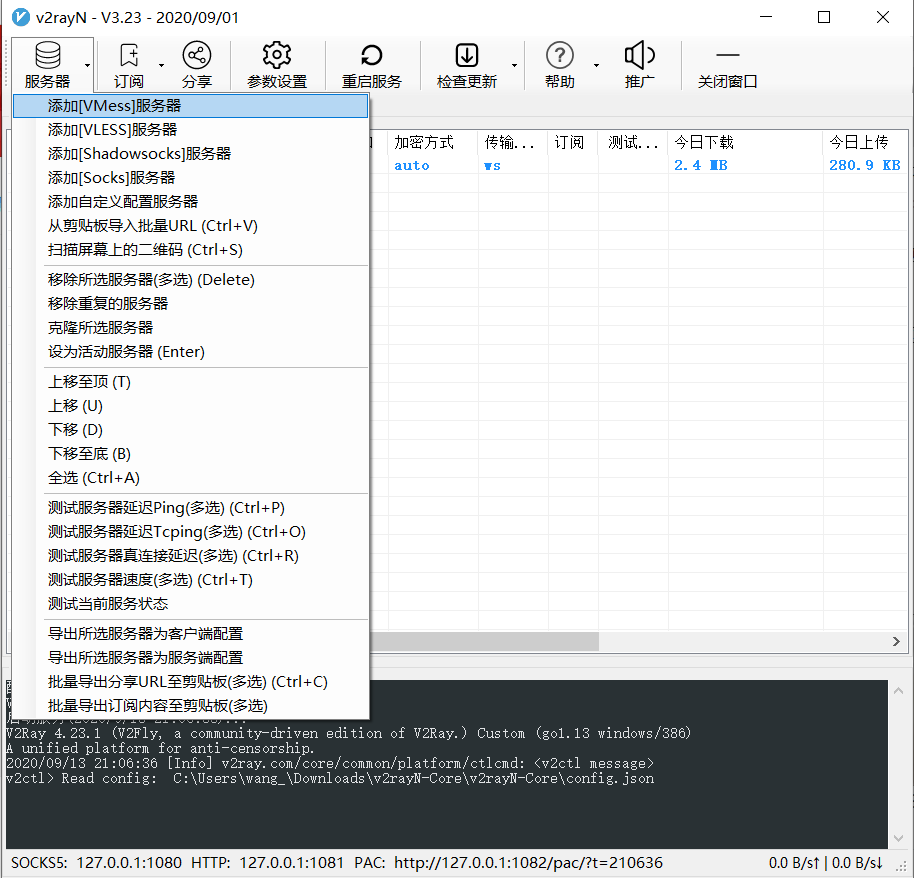 v2rayN - V3.23 - 2020/09/01
服务器 订阅 分享 参数设置 重启服务 检查更新 帮助 推广 关闭窗口
添加[VMess]服务器
添加[VLESS]服务器
添加[Shadowsocks]服务器
添加[Socks]服务器
添加自定义配置服务器
从剪贴板导入批量URL (Ctrl+V)
扫描屏幕上的二维码 (Ctrl+S)
移除所选服务器(多选) (Delete)
移除重复的服务器
克隆所选服务器
设为活动服务器 (Enter)
上移至顶 (T)
上移 (U)
下移 (D)
下移至底 (B)
全选 (Ctrl+A)
测试服务器延迟Ping(多选) (Ctrl+P)
测试服务器延迟Tcping(多选) (Ctrl+O)
测试服务器真连接延迟(多选) (Ctrl+R)
测试服务器速度(多选) (Ctrl+T)
测试当前服务状态
导出所选服务器为客户端配置
导出所选服务器为服务端配置
批量导出分享URL至剪贴板(多选) (Ctrl+C)
批量导出订阅内容至剪贴板(多选)
加密方式 传输... 订阅 测试... 今日下载 今日上传
auto ws 2.4 MB 280.9 KB
V2Ray 4.23.1 (V2Fly, a community-driven edition of V2Ray.) Custom (go1.13 windows/386)
A unified platform for anti-censorship.
2020/09/13 21:06:36 [Info] v2ray.com/core/common/platform/ctlcmd: <v2ctl message>
v2ctl> Read config:  C:\Users\wang_\Downloads\v2rayN-Core\v2rayN-Core\config.json
SOCKS5: 127.0.0.1:1080 HTTP: 127.0.0.1:1081 PAC: http://127.0.0.1:1082/pac/?t=210636 0.0 B/s↑ | 0.0 B/s↓